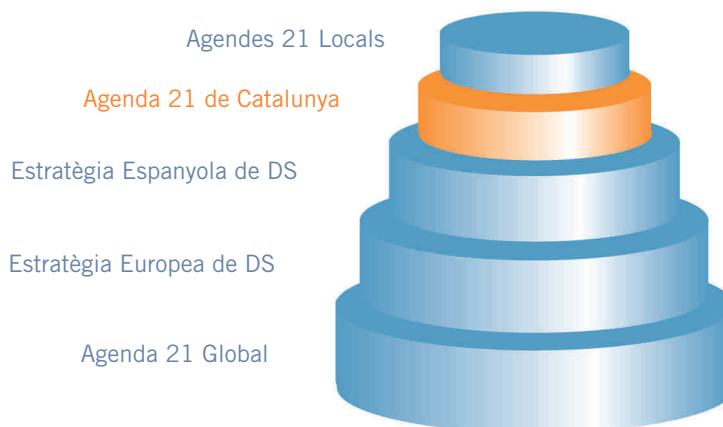 Agendes 21 Locals
Agenda 21 de Catalunya
Estratègia Espanyola de DS
Estratègia Europea de DS
Agenda 21 Global